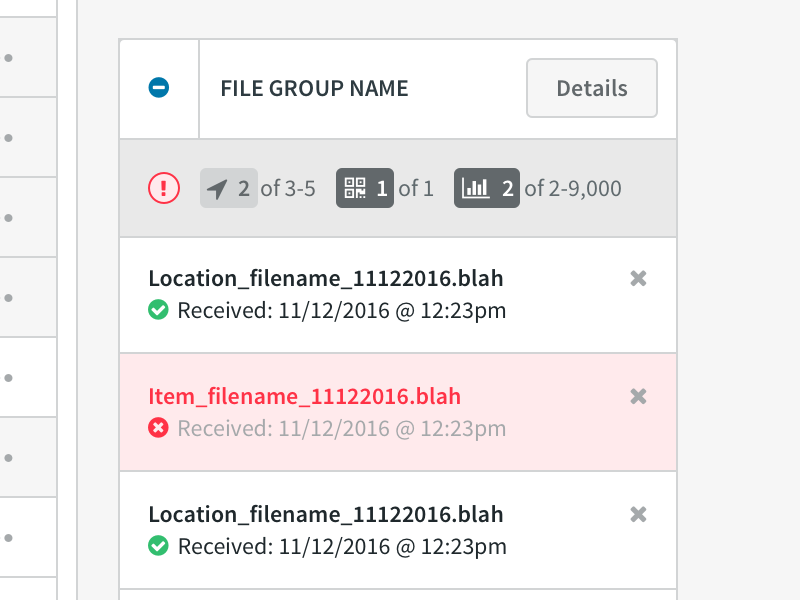 FILE GROUP NAME
Details
2 of 3-5 1 of 1 2 of 2-9,000
Location_filename_11122016.blah
Received: 11/12/2016 @ 12:23pm
Item_filename_11122016.blah
Received: 11/12/2016 @ 12:23pm
Location_filename_11122016.blah
Received: 11/12/2016 @ 12:23pm